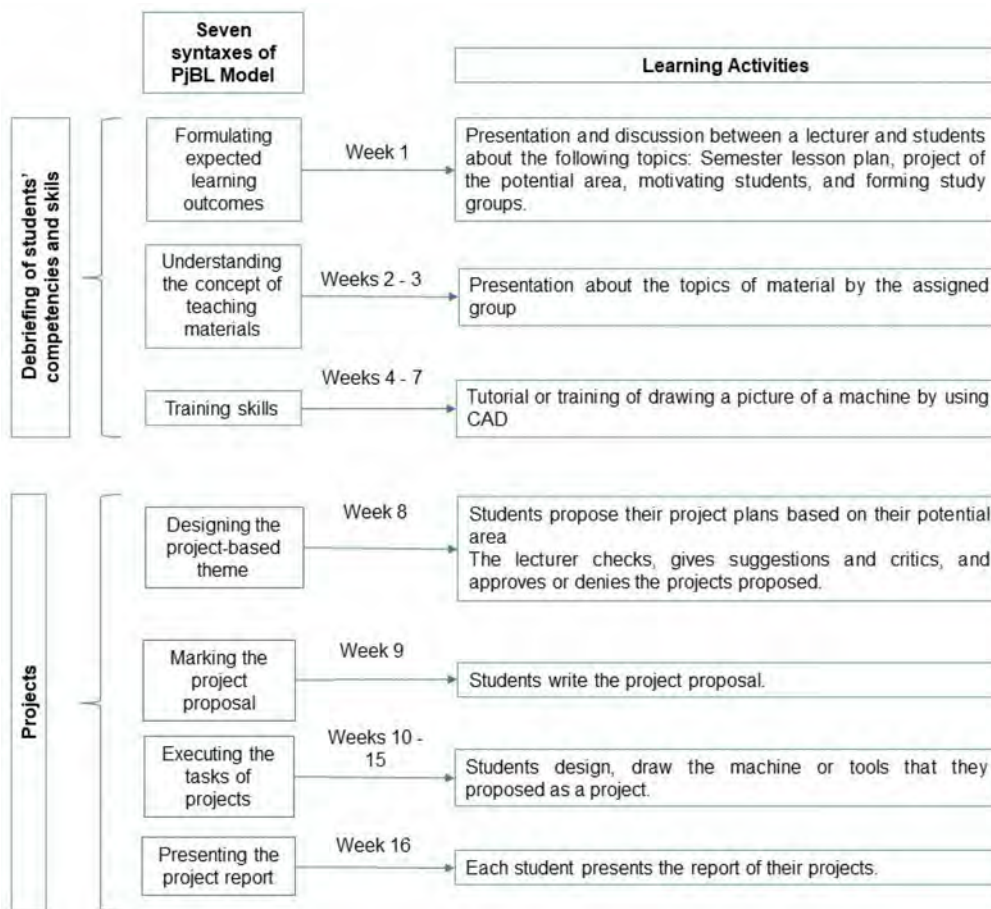 Seven
syntaxes of
PjBL Model
Learning Activities
Debriefing of students'
competencies and skils
Formulating
expected
learning
outcomes
Week 1
Presentation and discussion between a lecturer and students
about the following topics: Semester lesson plan, project of
the potential area, motivating students, and forming study
groups.
Understanding
the concept of
teaching
materials
Weeks 2 - 3
Presentation about the topics of material by the assigned
group
Training skills
Weeks 4 - 7
Tutorial or training of drawing a picture of a machine by using
CAD
Projects
Designing the
project-based
theme
Week 8
Students propose their project plans based on their potential
area
The lecturer checks, gives suggestions and critics, and
approves or denies the projects proposed.
Marking the
project
proposal
Week 9
Students write the project proposal.
Executing the
tasks of
projects
Weeks 10 -
15
Students design, draw the machine or tools that they
proposed as a project.
Presenting the
project report
Week 16
Each student presents the report of their projects.